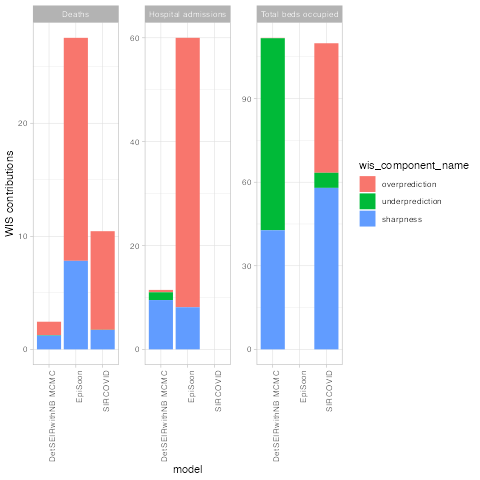 Deaths
Hospital admissions
Total beds occupied
WIS contributions
0
10
20
0
20
40
60
0
30
60
90
DetSEIRwithNB MCMC
EpiSoon
SIRCOVID
DetSEIRwithNB MCMC
EpiSoon
SIRCOVID
DetSEIRwithNB MCMC
EpiSoon
SIRCOVID
model
wis_component_name
overprediction
underprediction
sharpness